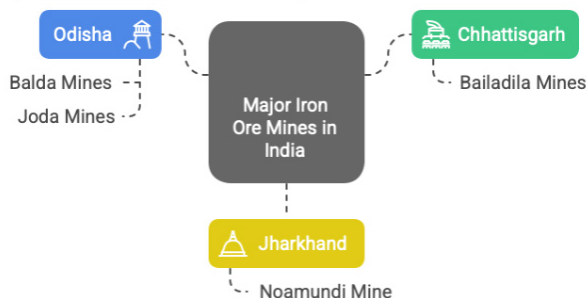 Odisha
Balda Mines
Joda Mines
Major Iron
Ore Mines in
India
Chhattisgarh
Bailadila Mines
Jharkhand
Noamundi Mine